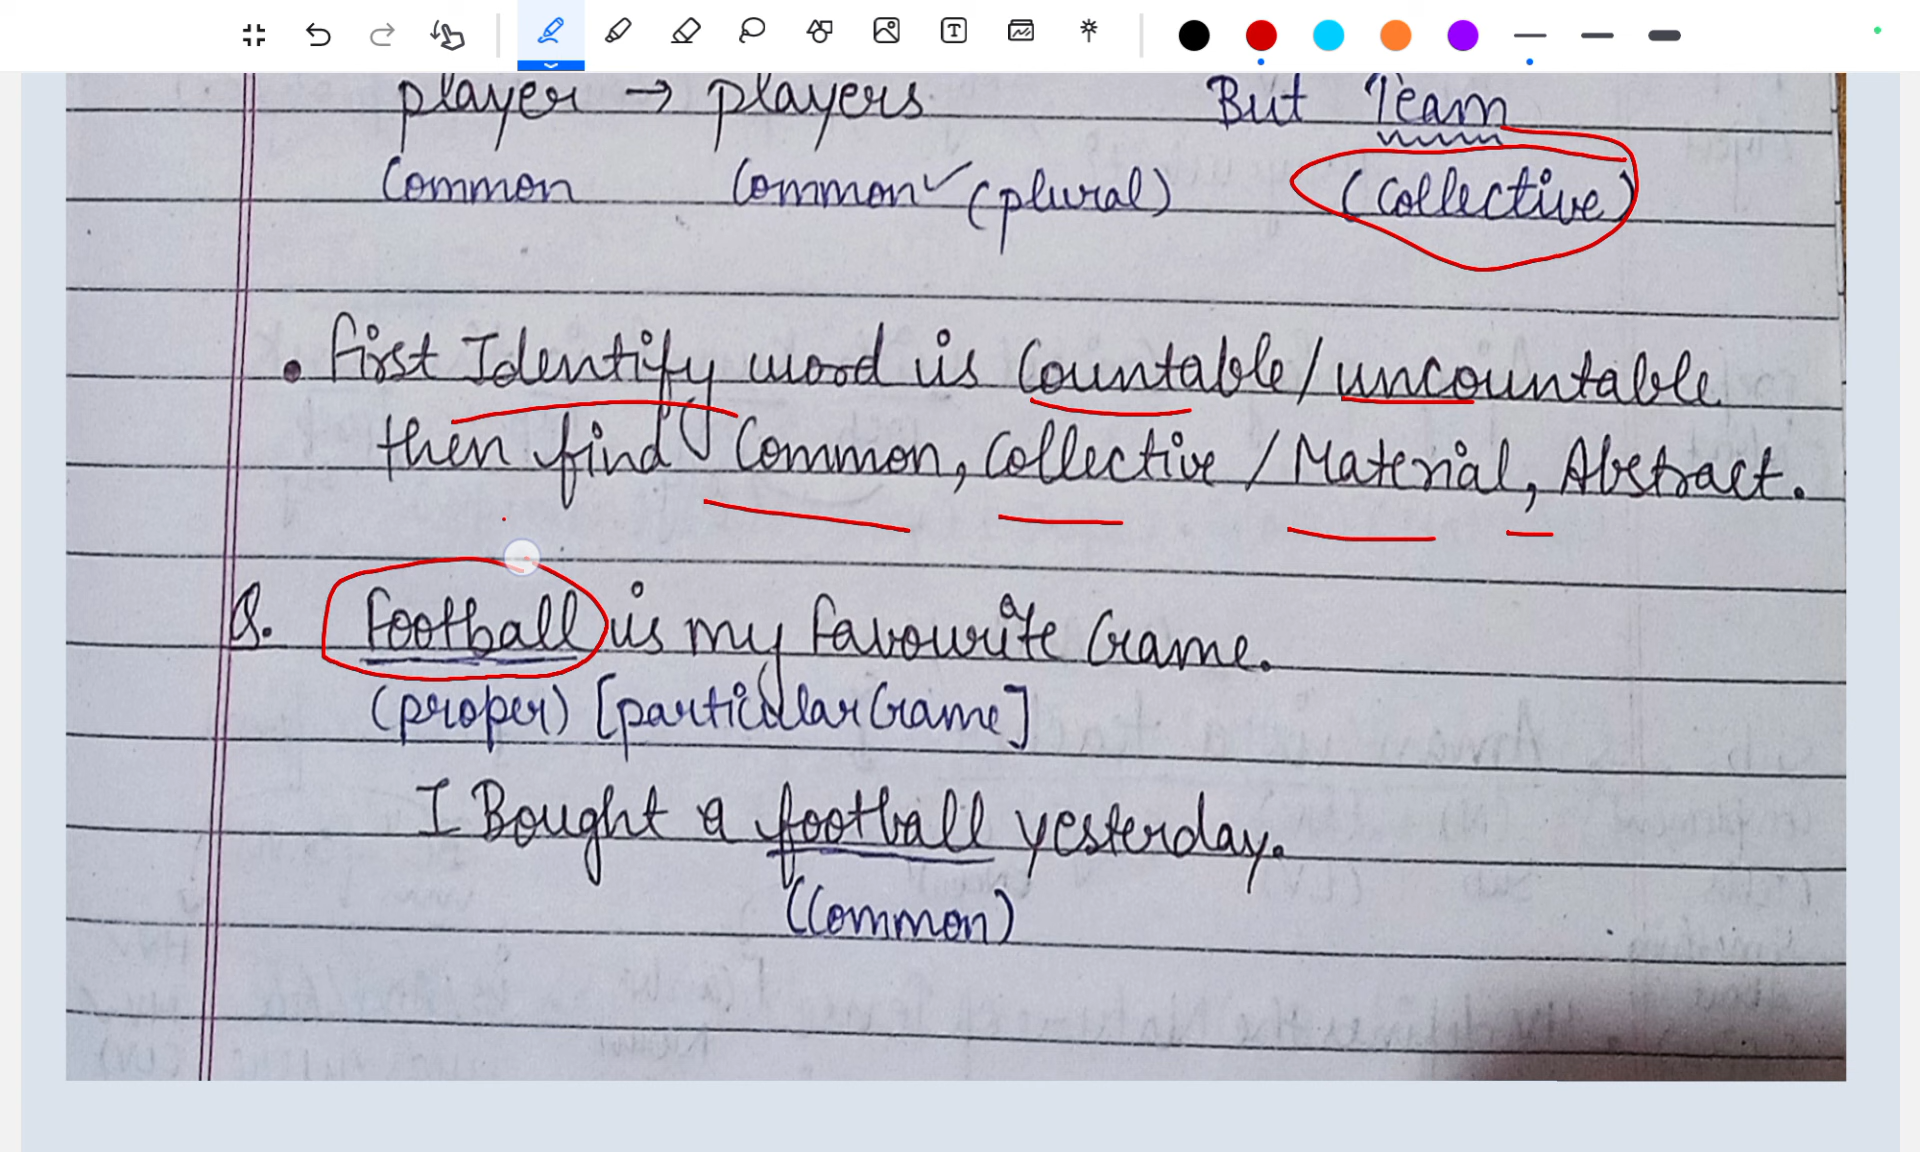 player → players But Team
Common Common✓ (plural) (Collective)
• First Identify word is Countable/uncountable
then find Common, Collective / Material, Abstract.
Q. Football is my favourite Game.
(proper) [particular Game]
I Bought a football yesterday.
(Common)